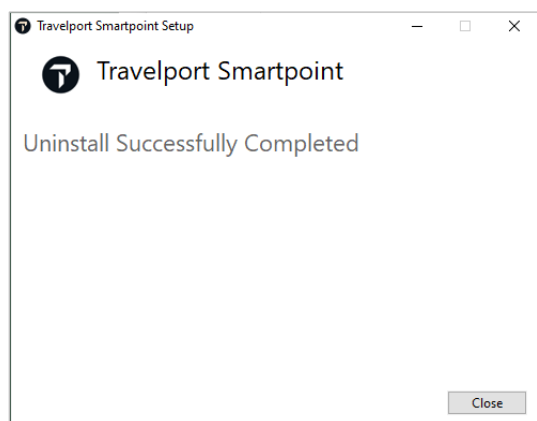 Travelport Smartpoint Setup
Travelport Smartpoint
Uninstall Successfully Completed
Close